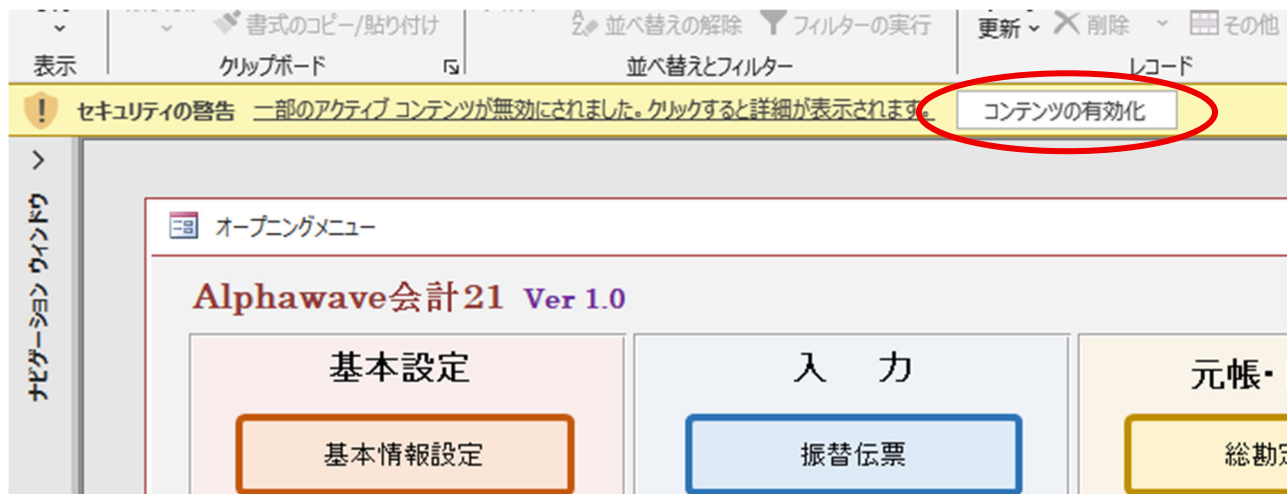 書式のコピー/貼り付け
並べ替えの解除 フィルターの実行
更新 削除 その他
表示 クリップボード 並べ替えとフィルター レコード
セキュリティの警告 一部のアクティブ コンテンツが無効にされました。クリックすると詳細が表示されます。 コンテンツの有効化
ナビゲーション ウィンドウ
オープニングメニュー
Alphawave会計21 Ver 1.0
基本設定 入 力 元帳・
基本情報設定 振替伝票 総勘定